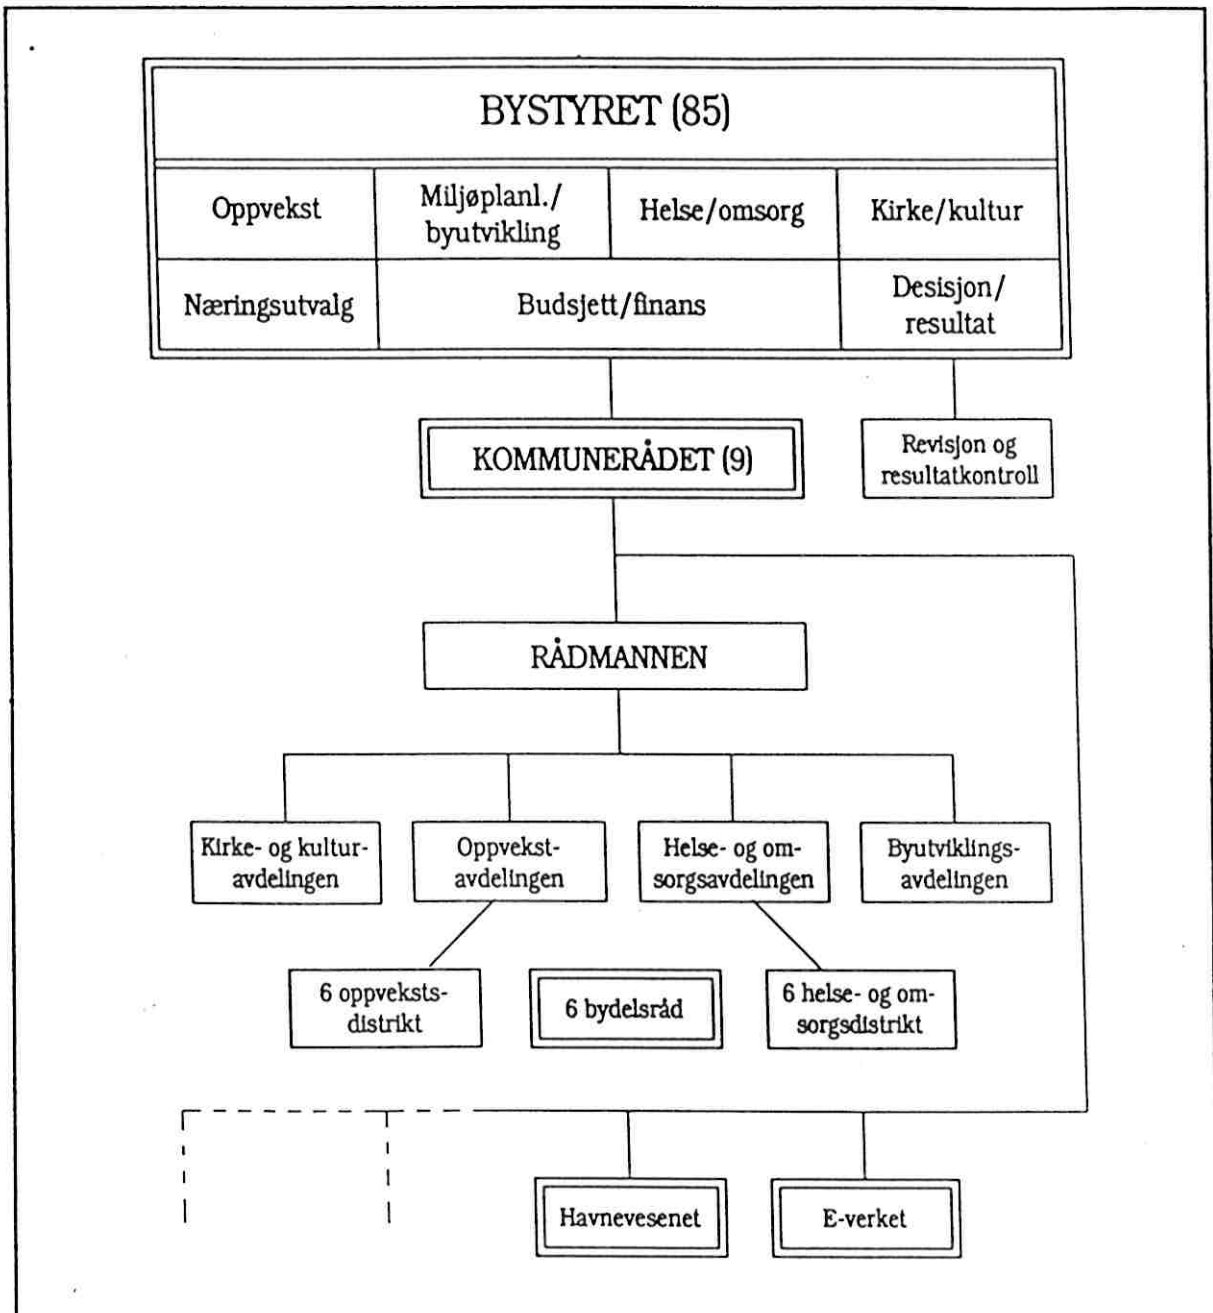 BYSTYRET (85)
Oppvekst
Miljøplanl./
byutvikling
Helse/omsorg
Kirke/kultur
Næringsutvalg
Budsjett/finans
Desisjon/
resultat
KOMMUNERÅDET (9)
Revisjon og
resultatkontroll
RÅDMANNEN
Kirke- og kultur-
avdelingen
Oppvekst-
avdelingen
Helse- og om-
sorgsavdelingen
Byutviklings-
avdelingen
6 oppveksts-
distrikt
6 bydelsråd
6 helse- og om-
sorgsdistrikt
Havnevesenet
E-verket